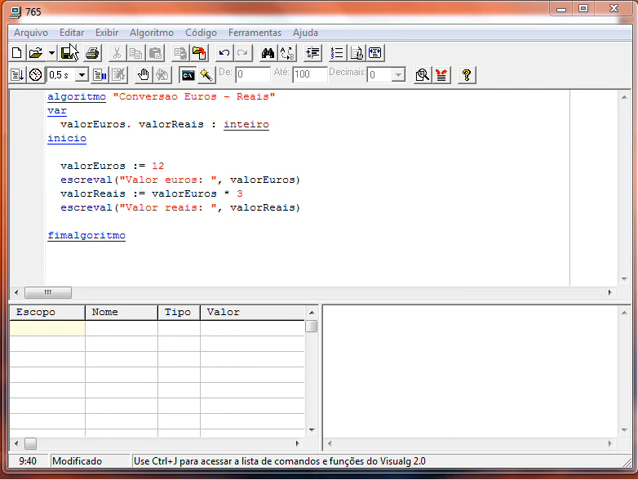 765
Arquivo Editar Exibir Algoritmo Código Ferramentas Ajuda
0,5 s De: 0 Até: 100 Decimais 0
algoritmo "Conversao Euros - Reais"
var
valorEuros. valorReais : inteiro
inicio
valorEuros := 12
escreval("Valor euros: ", valorEuros)
valorReais := valorEuros * 3
escreval("Valor reais: ", valorReais)
fimalgoritmo
Escopo Nome Tipo Valor
9:40 Modificado Use Ctrl+J para acessar a lista de comandos e funções do Visualg 2.0